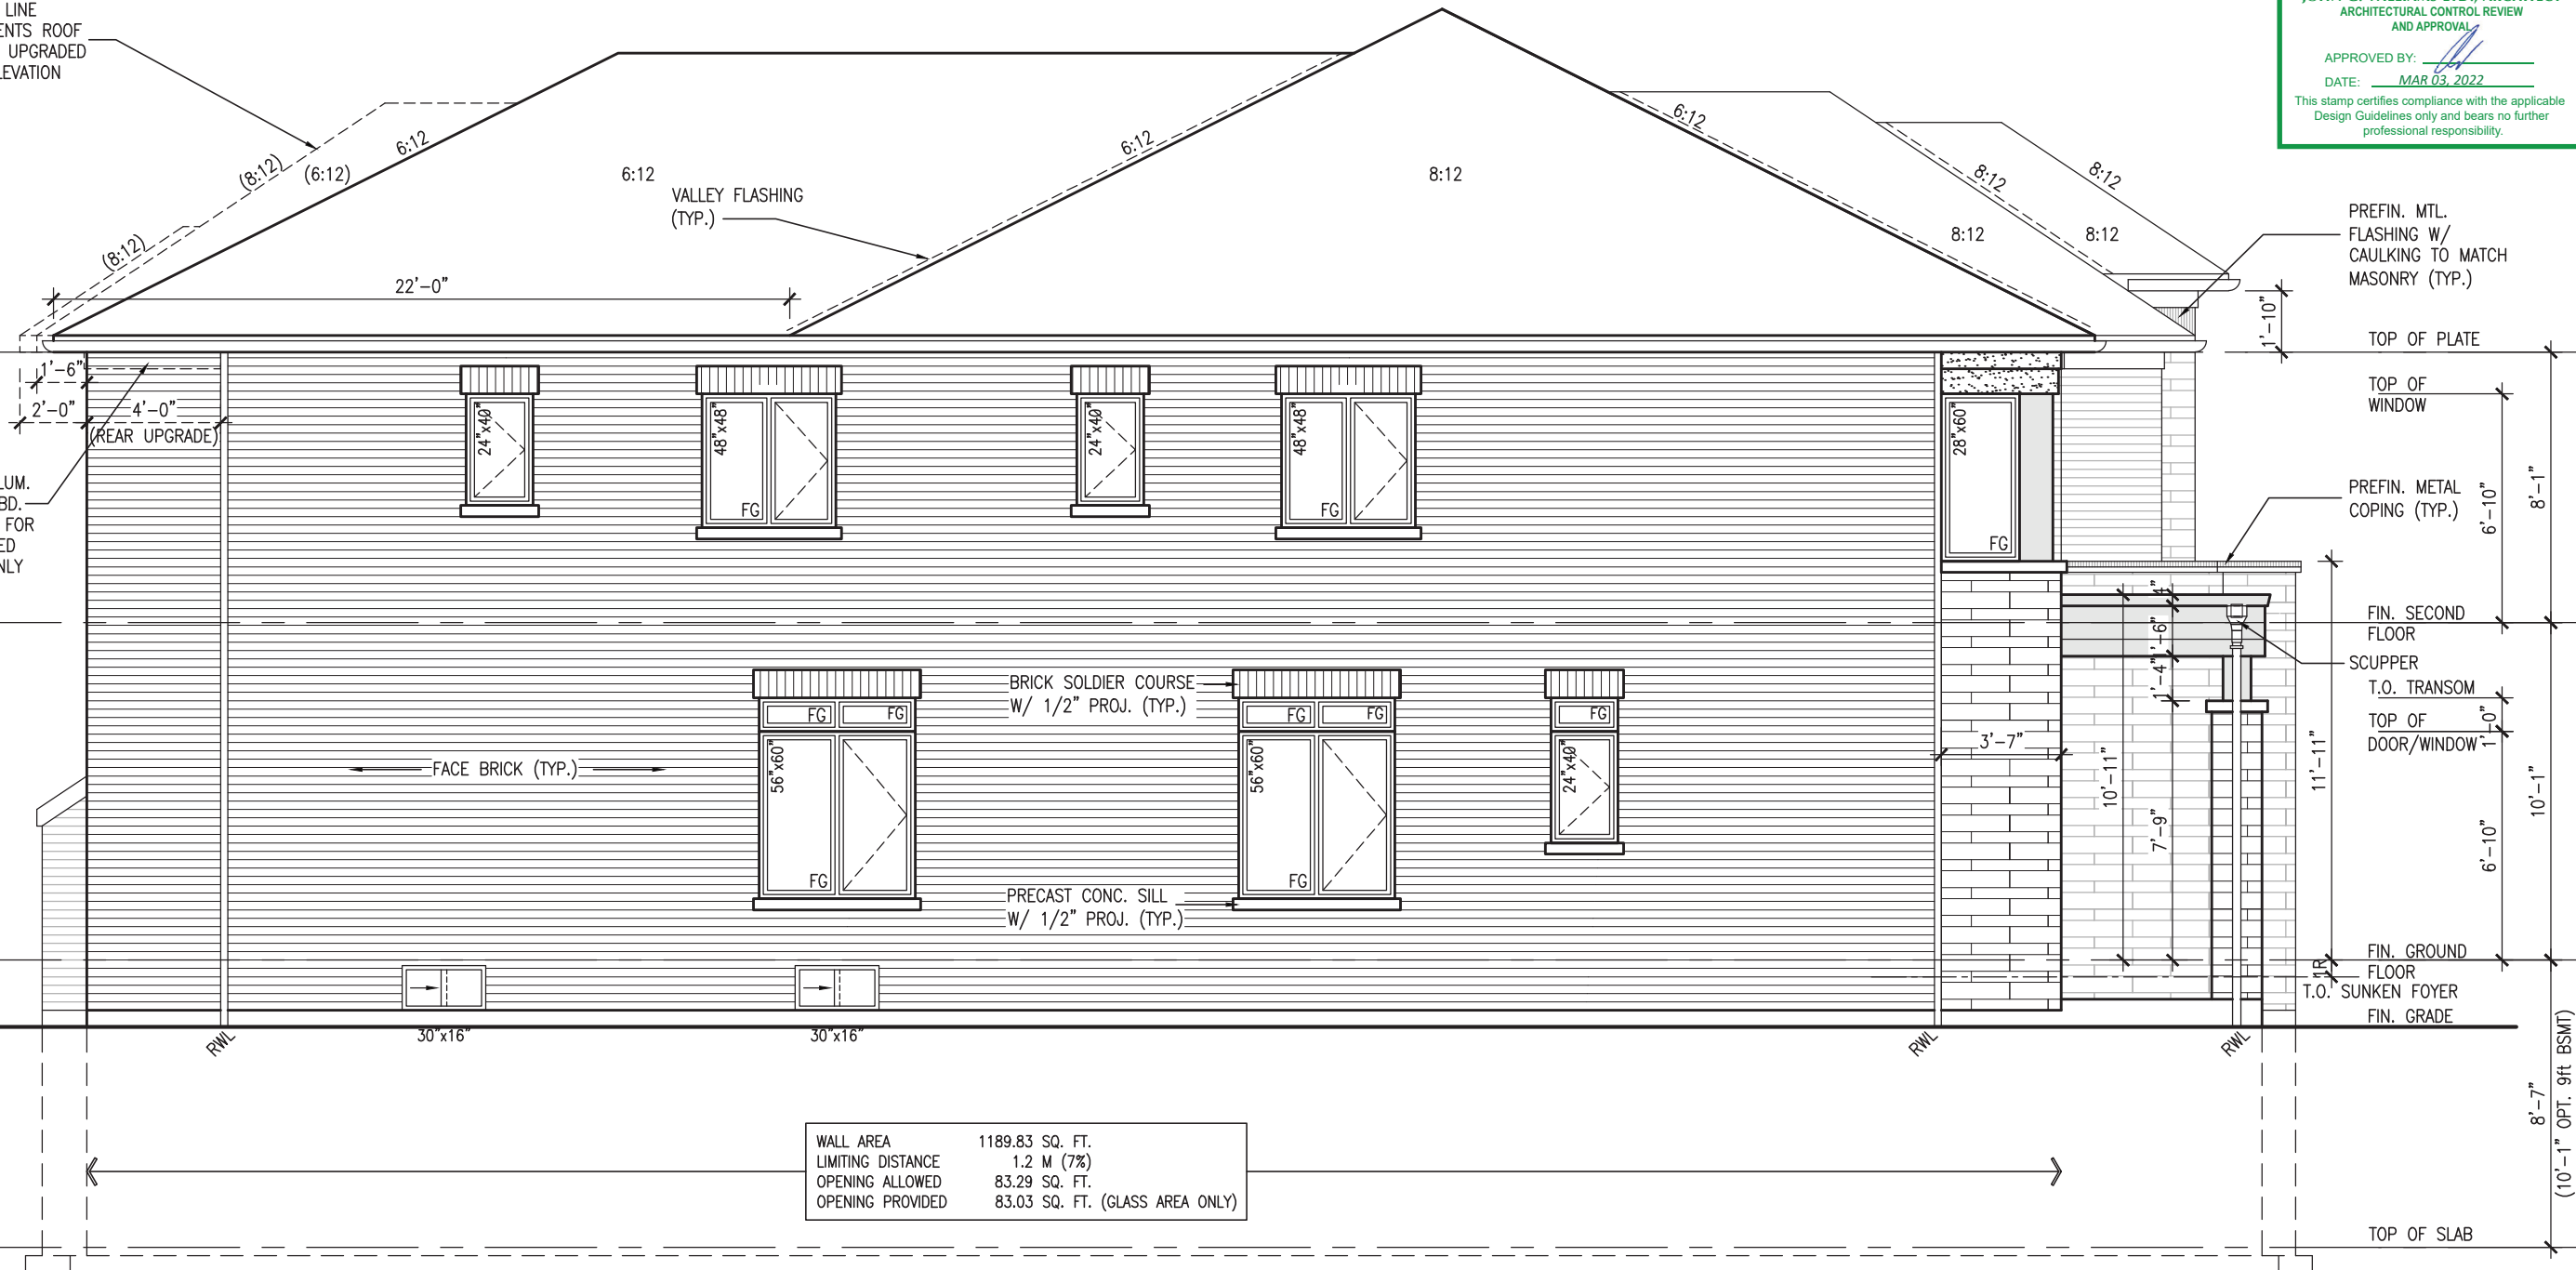 LINE
ENTS ROOF
UPGRADED
LEVATION
ARCHITECTURAL CONTROL REVIEW
AND APPROVAL
APPROVED BY:
DATE: MAR 03, 2022
This stamp certifies compliance with the applicable
Design Guidelines only and bears no further
professional responsibility.
(8:12)
(8:12)
(6:12)
6:12
6:12
6:12
8:12
6:12
8:12
8:12
8:12
8:12
VALLEY FLASHING
(TYP.)
PREFIN. MTL.
FLASHING W/
CAULKING TO MATCH
MASONRY (TYP.)
22'-0"
1'-10"
TOP OF PLATE
1'-6"
2'-0"
4'-0"
(REAR UPGRADE)
TOP OF
WINDOW
LUM.
BD.
FOR
ED
NLY
24"x40"
48"x48"
FG
24"x40"
48"x48"
FG
28"x60"
FG
PREFIN. METAL
COPING (TYP.)
6'-10"
8'-1"
FIN. SECOND
FLOOR
4"
1'-6"
1'-4"
SCUPPER
T.O. TRANSOM
TOP OF
DOOR/WINDOW
1'-0"
BRICK SOLDIER COURSE
W/ 1/2" PROJ. (TYP.)
FG
FG
FG
FG
FG
FACE BRICK (TYP.)
56"x60"
FG
56"x60"
FG
24"x40"
3'-7"
10'-11"
7'-9"
11'-11"
6'-10"
10'-1"
PRECAST CONC. SILL
W/ 1/2" PROJ. (TYP.)
FIN. GROUND
FLOOR
1R
T.O. SUNKEN FOYER
FIN. GRADE
RWL
30"x16"
30"x16"
RWL
RWL
8'-7"
(10'-1" OPT. 9ft BSMT)
WALL AREA 1189.83 SQ. FT.
LIMITING DISTANCE 1.2 M (7%)
OPENING ALLOWED 83.29 SQ. FT.
OPENING PROVIDED 83.03 SQ. FT. (GLASS AREA ONLY)
TOP OF SLAB